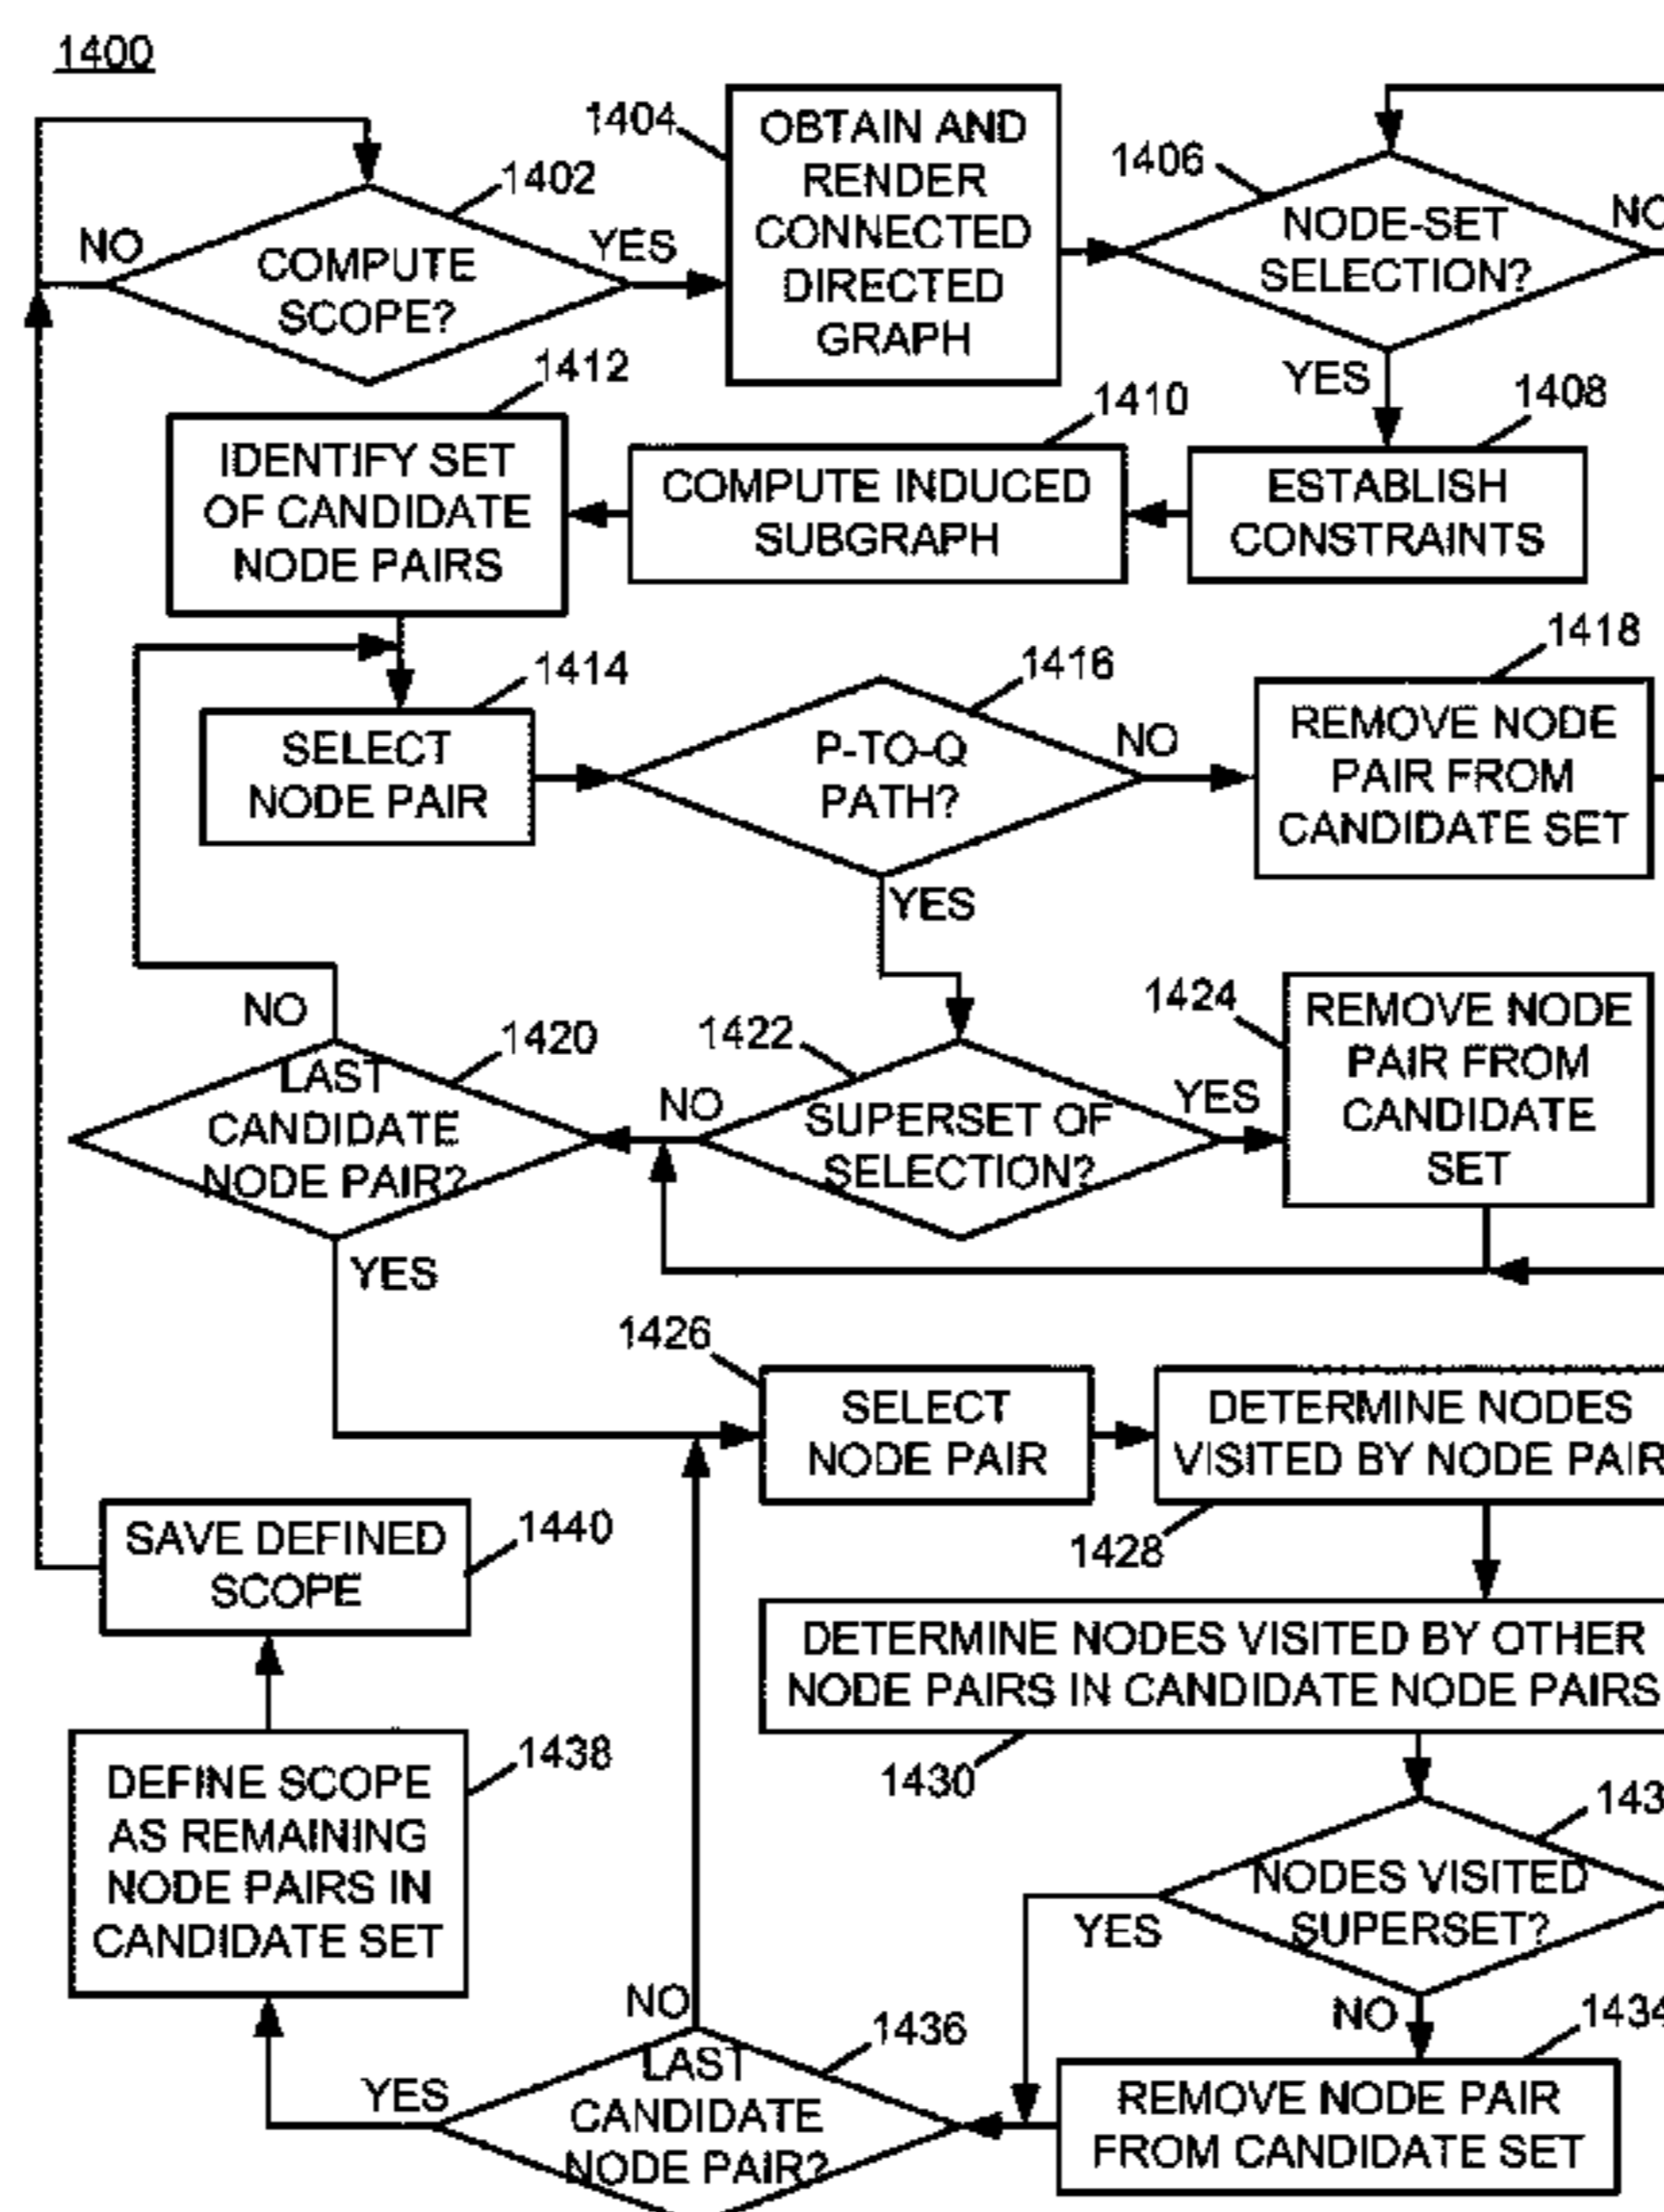 1400
1402
COMPUTE
SCOPE?
NO
YES
1404
OBTAIN AND
RENDER
CONNECTED
DIRECTED
GRAPH
1406
NODE-SET
SELECTION?
NO
YES
1408
ESTABLISH
CONSTRAINTS
1410
COMPUTE INDUCED
SUBGRAPH
1412
IDENTIFY SET
OF CANDIDATE
NODE PAIRS
1414
SELECT
NODE PAIR
1416
P-TO-Q
PATH?
NO
YES
1418
REMOVE NODE
PAIR FROM
CANDIDATE SET
1420
LAST
CANDIDATE
NODE PAIR?
NO
YES
1422
SUPERSET OF
SELECTION?
NO
YES
1424
REMOVE NODE
PAIR FROM
CANDIDATE
SET
1426
SELECT
NODE PAIR
1428
DETERMINE NODES
VISITED BY NODE PAIR
1430
DETERMINE NODES VISITED BY OTHER
NODE PAIRS IN CANDIDATE NODE PAIRS
NODES VISITED
SUPERSET?
YES
NO
1434
REMOVE NODE PAIR
FROM CANDIDATE SET
1436
LAST
CANDIDATE
NODE PAIR?
NO
YES
1438
DEFINE SCOPE
AS REMAINING
NODE PAIRS IN
CANDIDATE SET
1440
SAVE DEFINED
SCOPE